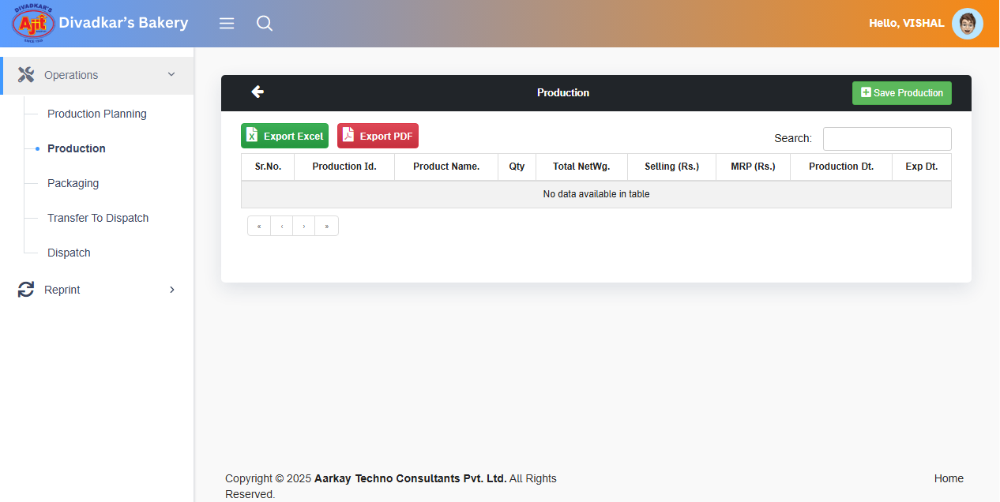 DIVADKAR'S
Ajit
SINCE 1940
Divadkar's Bakery
Hello, VISHAL
Operations
Production Planning
Production
Packaging
Transfer To Dispatch
Dispatch
Reprint
Production
Save Production
Export Excel
Export PDF
Search:
Sr.No. Production Id. Product Name. Qty Total NetWg. Selling (Rs.) MRP (Rs.) Production Dt. Exp Dt.
No data available in table
« ‹ › »
Copyright © 2025 Aarkay Techno Consultants Pvt. Ltd. All Rights
Reserved.
Home